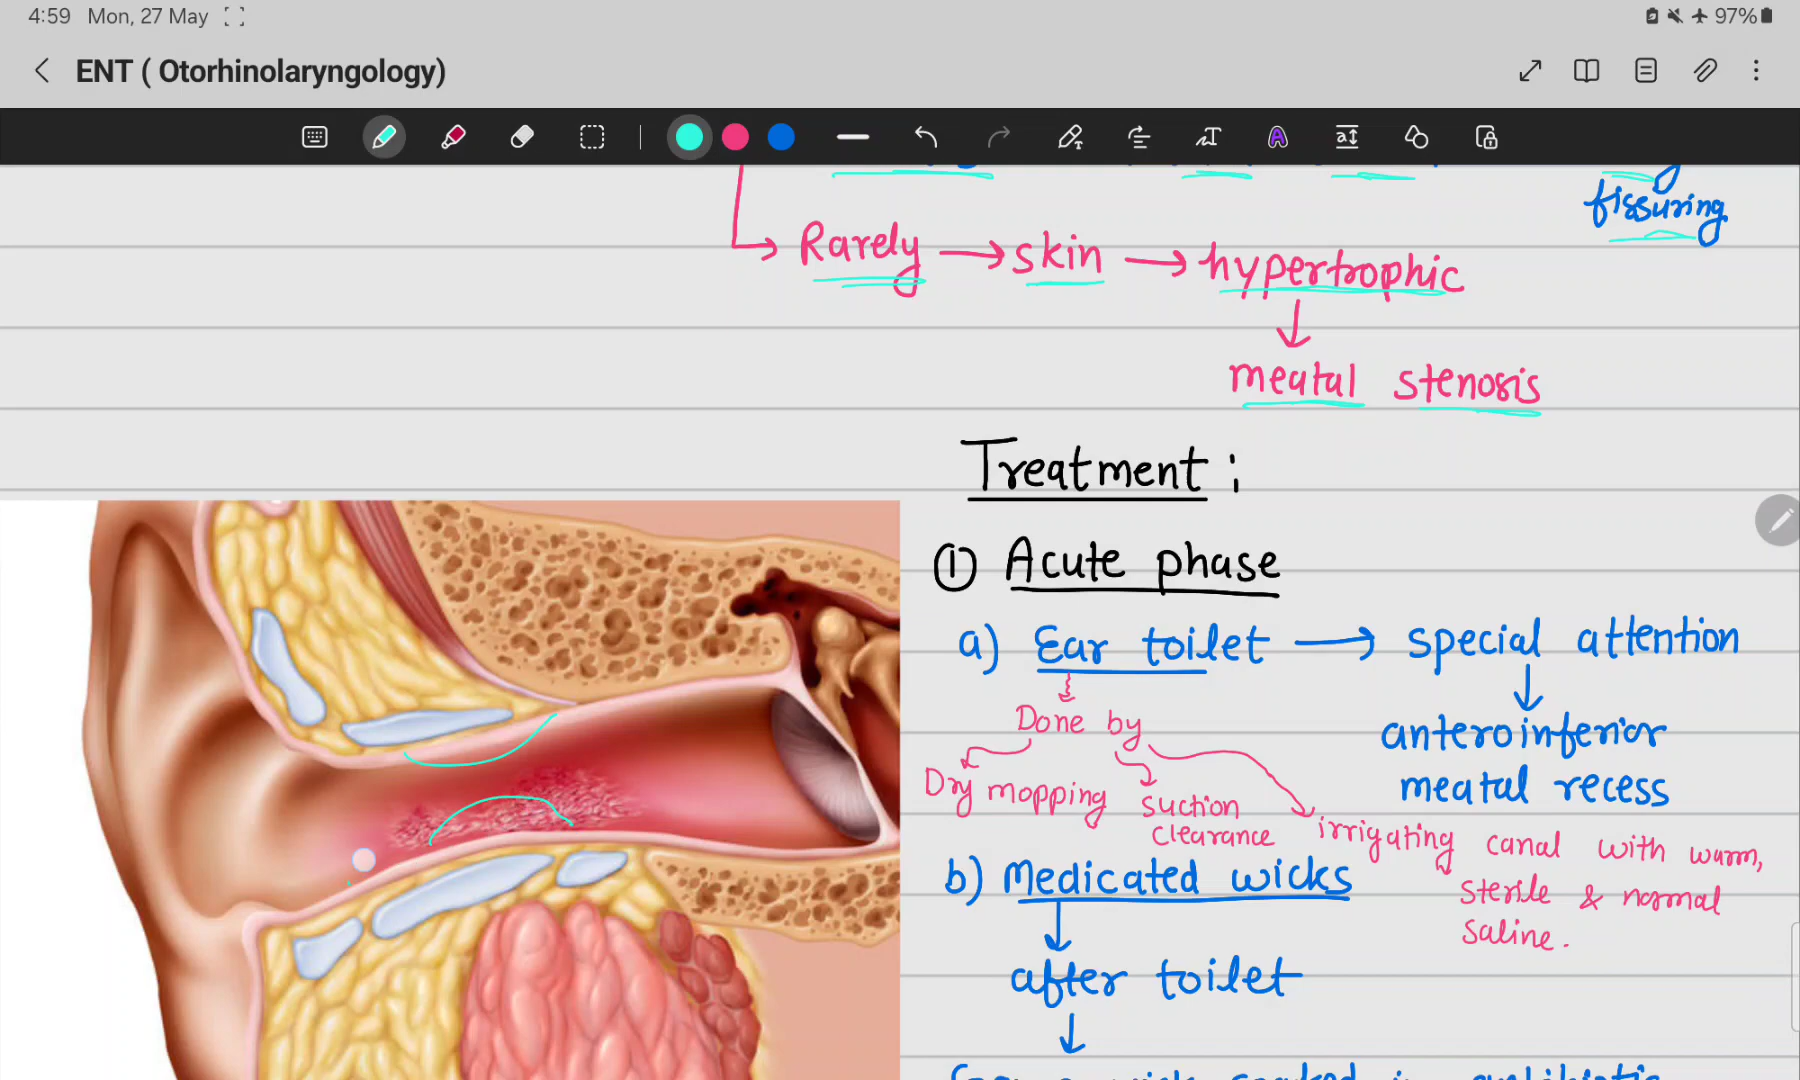 4:59 Mon, 27 May 97%
ENT ( Otorhinolaryngology)
fissuring
Rarely → skin → hypertrophic
↓
meatal stenosis
Treatment :
① Acute phase
a) Ear toilet → special attention
↓
anteroinferior
meatal recess
Done by
Dry mopping
suction
clearance
irrigating canal with warm,
sterile & normal
saline.
b) Medicated wicks
↓
after toilet
↓